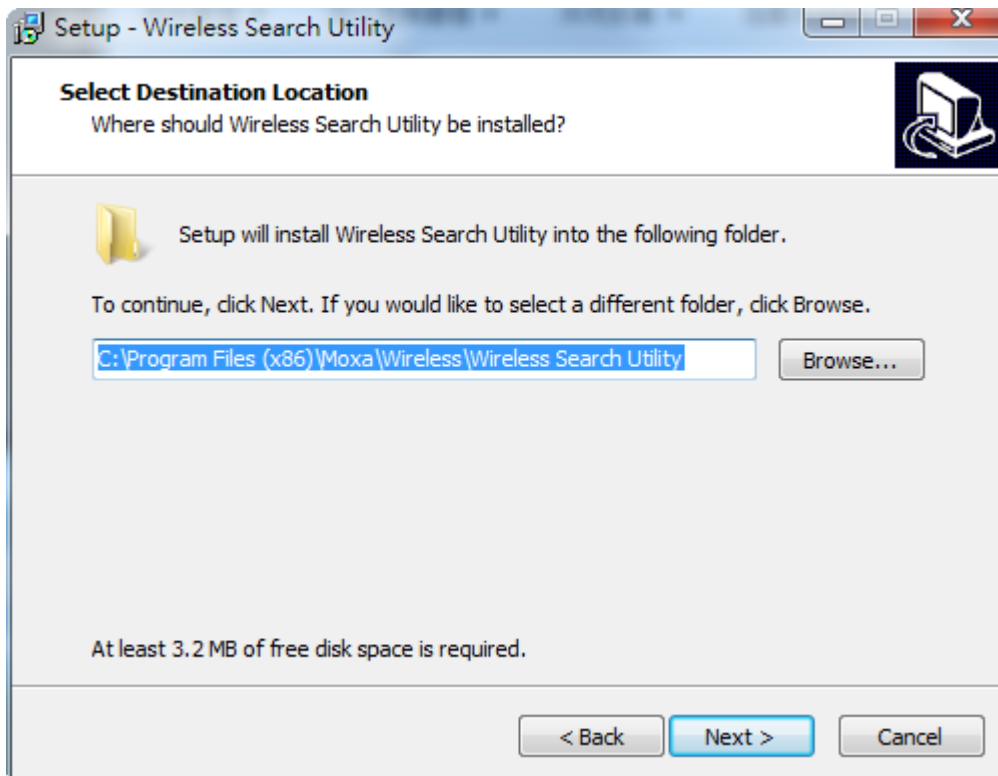 Setup - Wireless Search Utility
Select Destination Location
Where should Wireless Search Utility be installed?
Setup will install Wireless Search Utility into the following folder.
To continue, click Next. If you would like to select a different folder, click Browse.
C:\Program Files (x86)\Moxa\Wireless\Wireless Search Utility
Browse...
At least 3.2 MB of free disk space is required.
< Back
Next >
Cancel